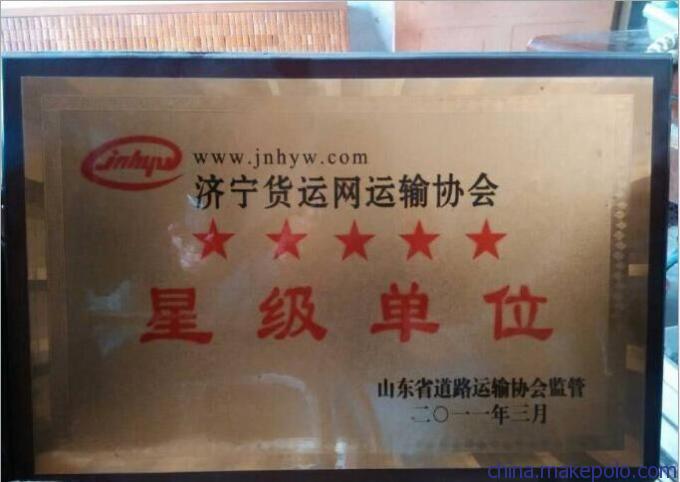 jnhyw
www.jnhyw.com
济宁货运网运输协会
★★★★★
星级单位
山东省道路运输协会监管
二〇一一年三月
china.makepolo.com